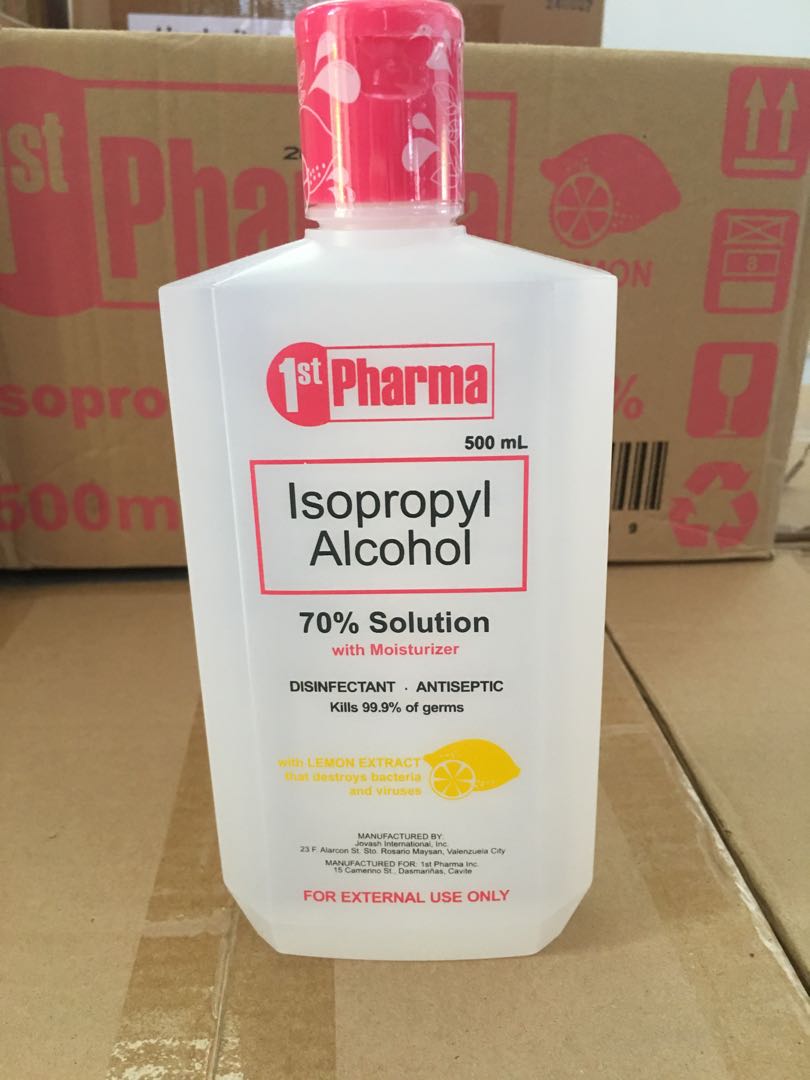 1st Pharma
500 mL
Isopropyl
Alcohol
70% Solution
with Moisturizer
DISINFECTANT · ANTISEPTIC
Kills 99.9% of germs
with LEMON EXTRACT
that destroys bacteria
and viruses
MANUFACTURED BY:
Jovash International, Inc.
23 F. Alarcon St. Sto. Rosario Maysan, Valenzuela City
MANUFACTURED FOR: 1st Pharma Inc.
15 Camerino St., Dasmariñas, Cavite
FOR EXTERNAL USE ONLY
1st Pharma
8
%
500m
9